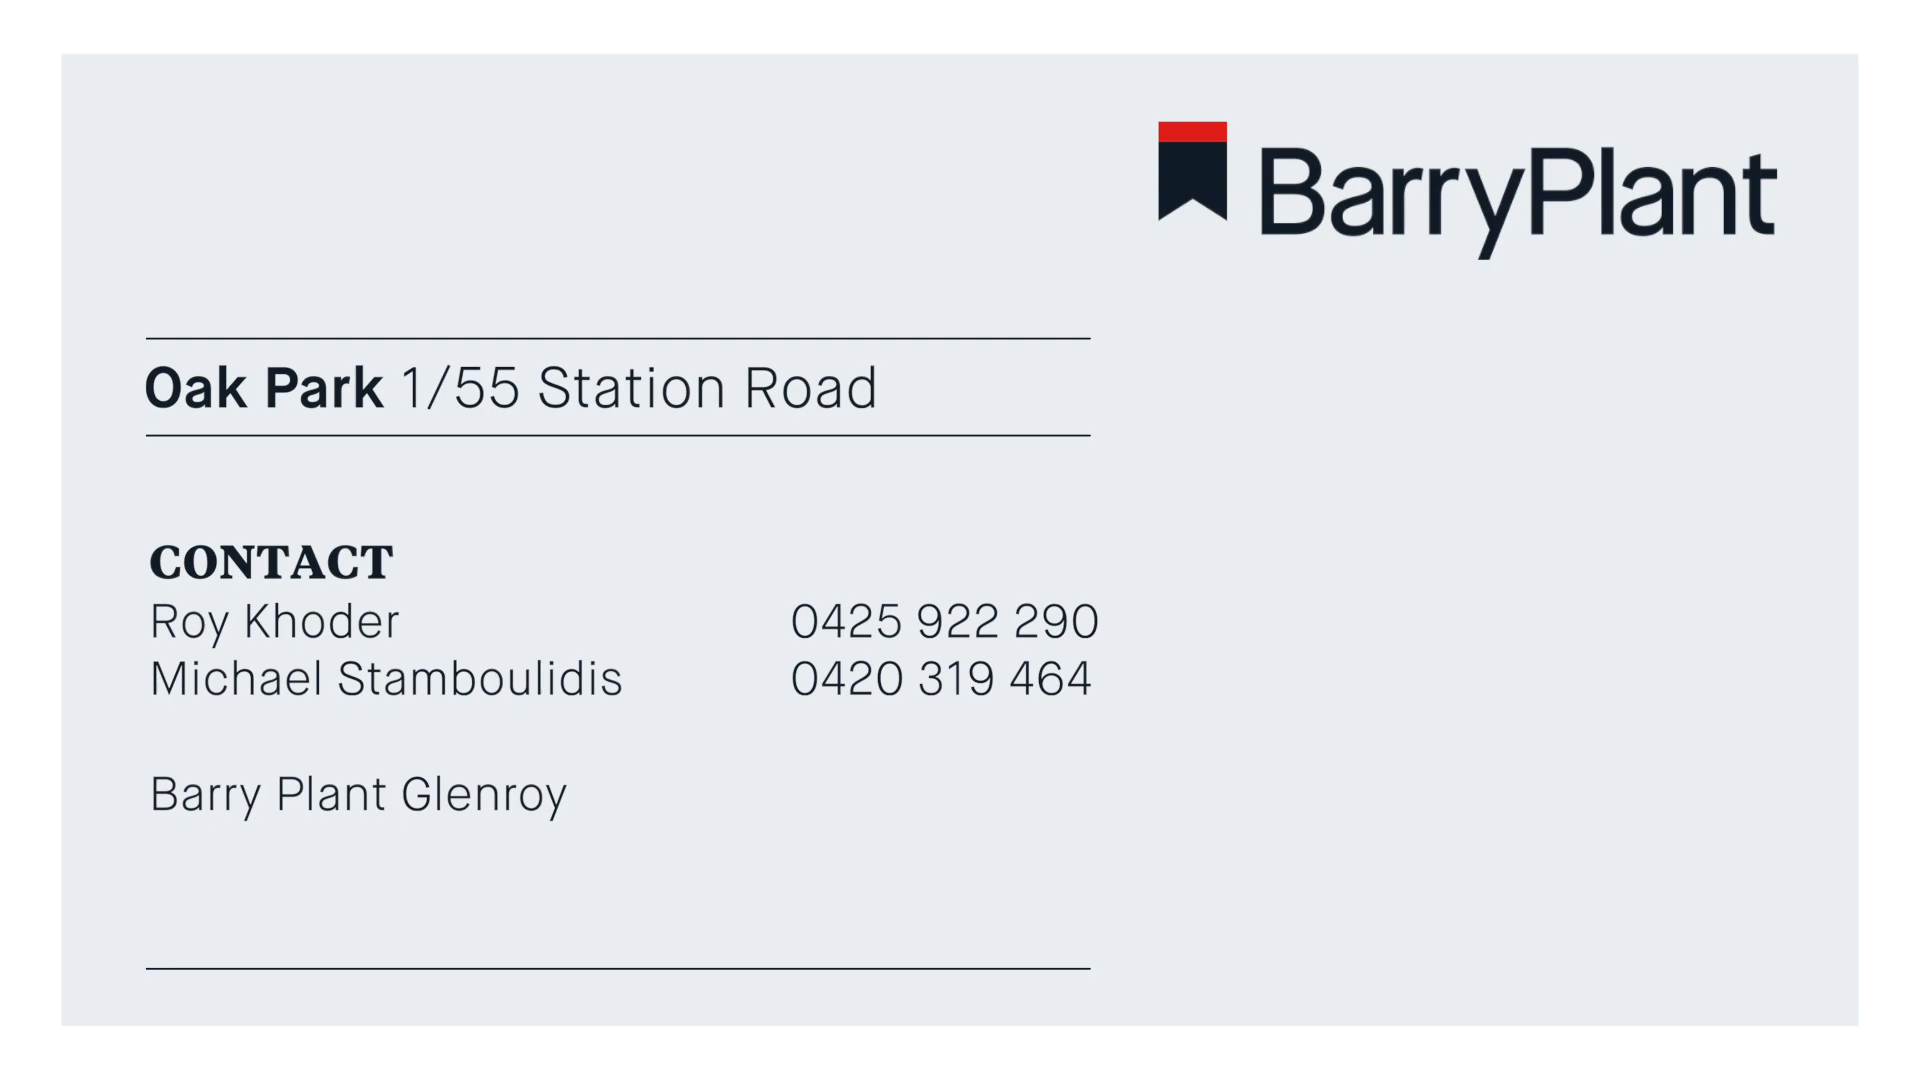 BarryPlant
Oak Park 1/55 Station Road
CONTACT
Roy Khoder 0425 922 290
Michael Stamboulidis 0420 319 464
Barry Plant Glenroy